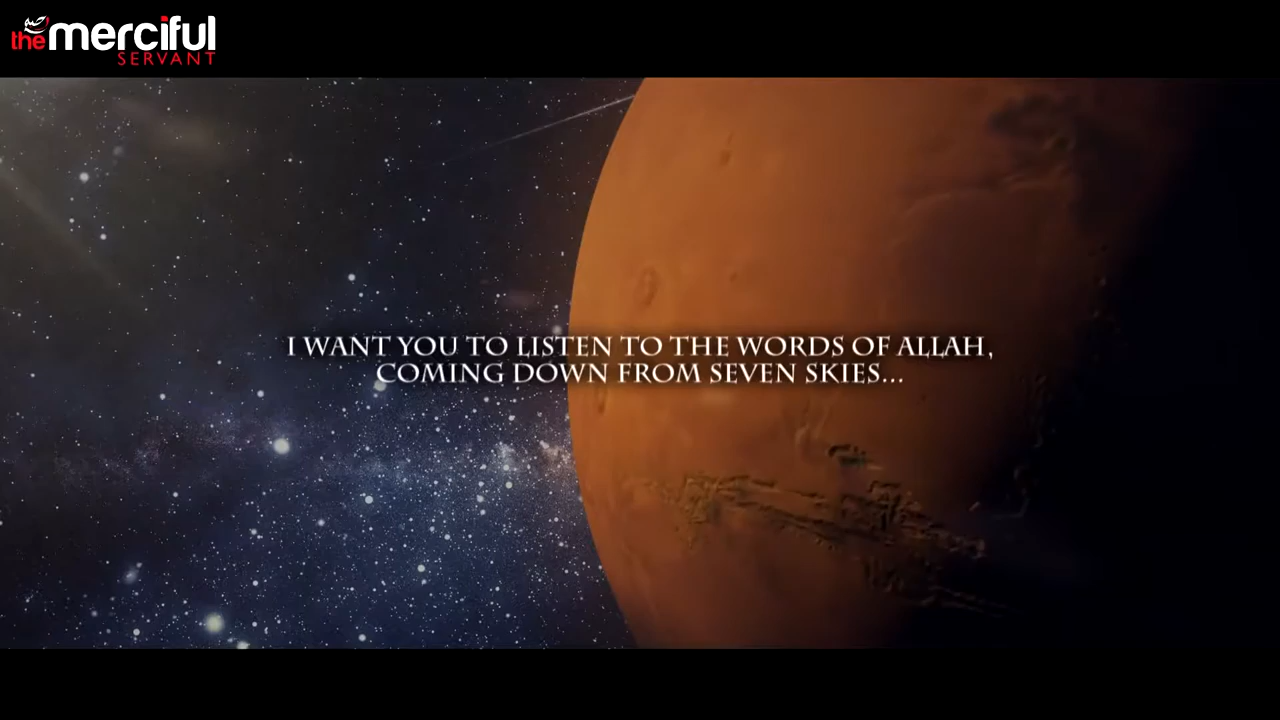 the merciful
SERVANT
I WANT YOU TO LISTEN TO THE WORDS OF ALLAH,
COMING DOWN FROM SEVEN SKIES...